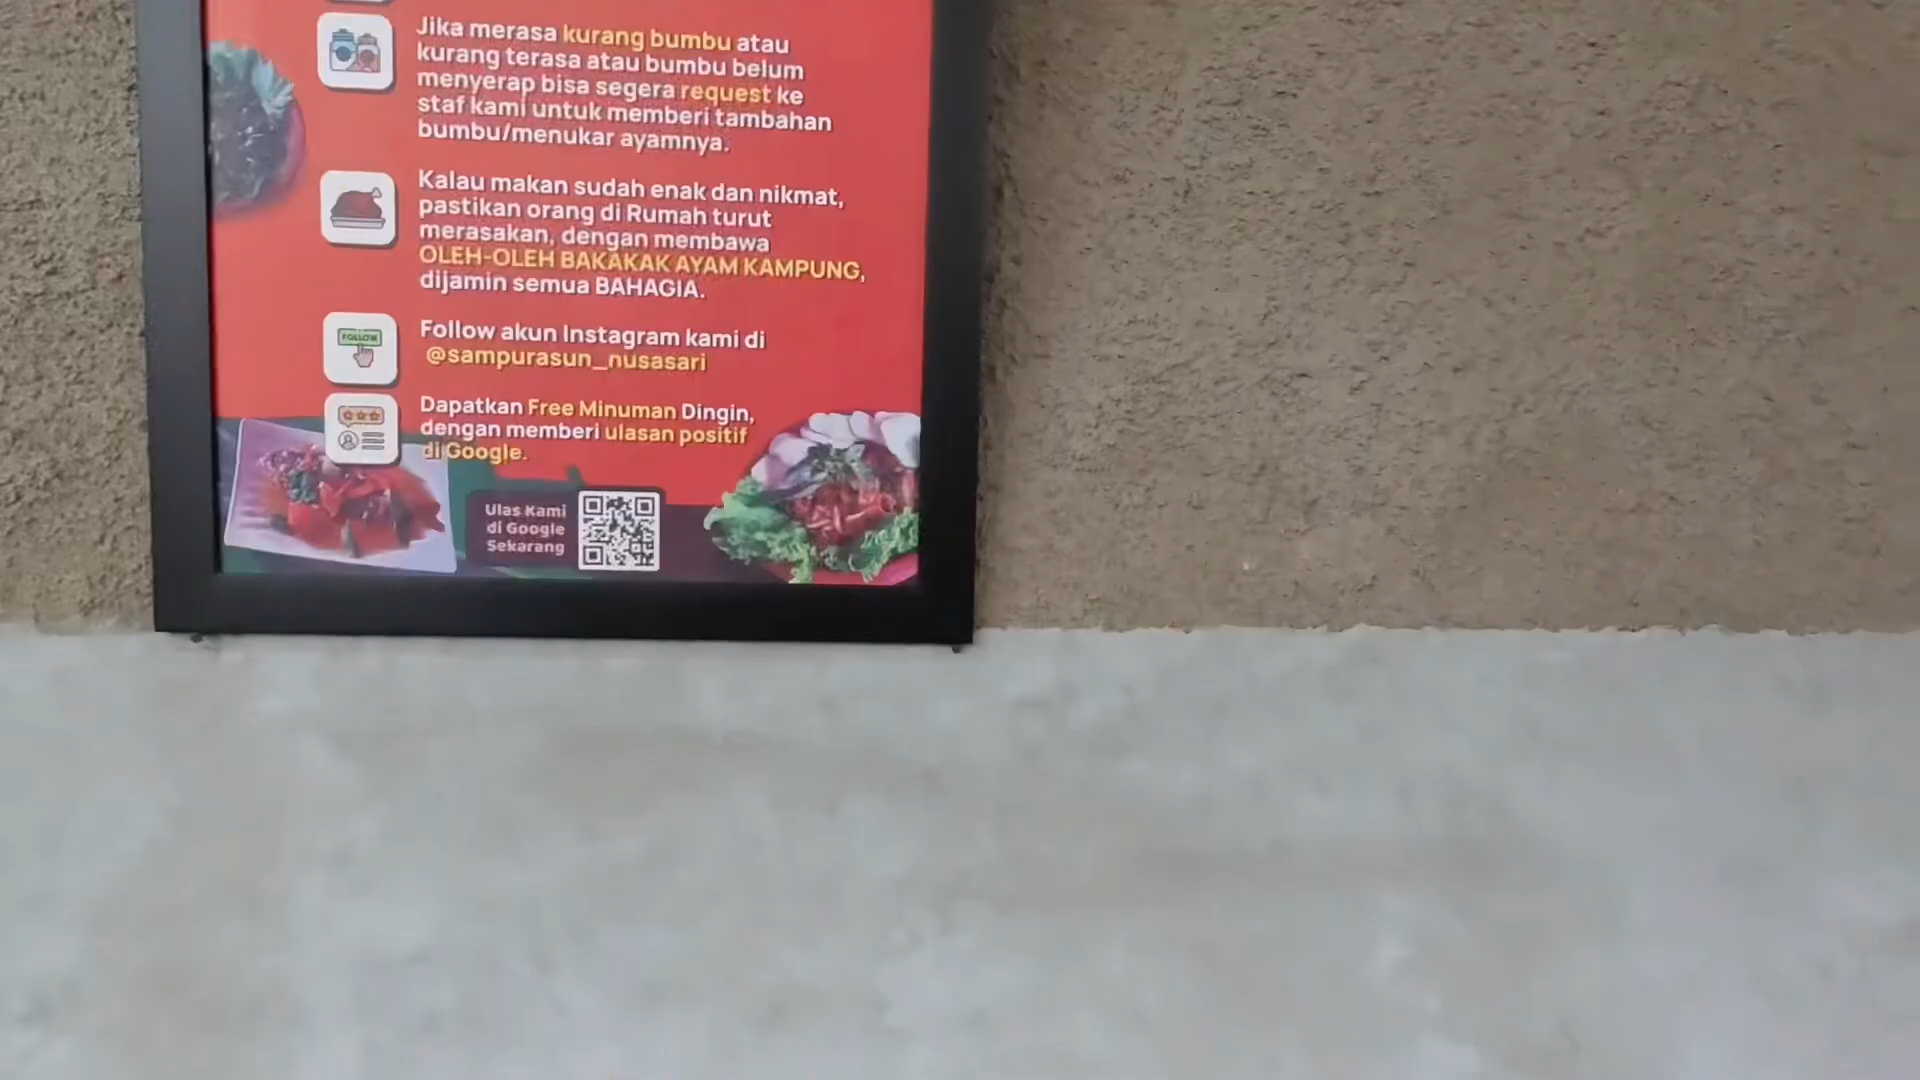 Jika merasa kurang bumbu atau
kurang terasa atau bumbu belum
menyerap bisa segera request ke
staf kami untuk memberi tambahan
bumbu/menukar ayamnya.
Kalau makan sudah enak dan nikmat,
pastikan orang di Rumah turut
merasakan, dengan membawa
OLEH-OLEH BAKAKAK AYAM KAMPUNG,
dijamin semua BAHAGIA.
FOLLOW
Follow akun Instagram kami di
@sampurasun_nusasari
Dapatkan Free Minuman Dingin,
dengan memberi ulasan positif
di Google.
Ulas Kami
di Google
Sekarang